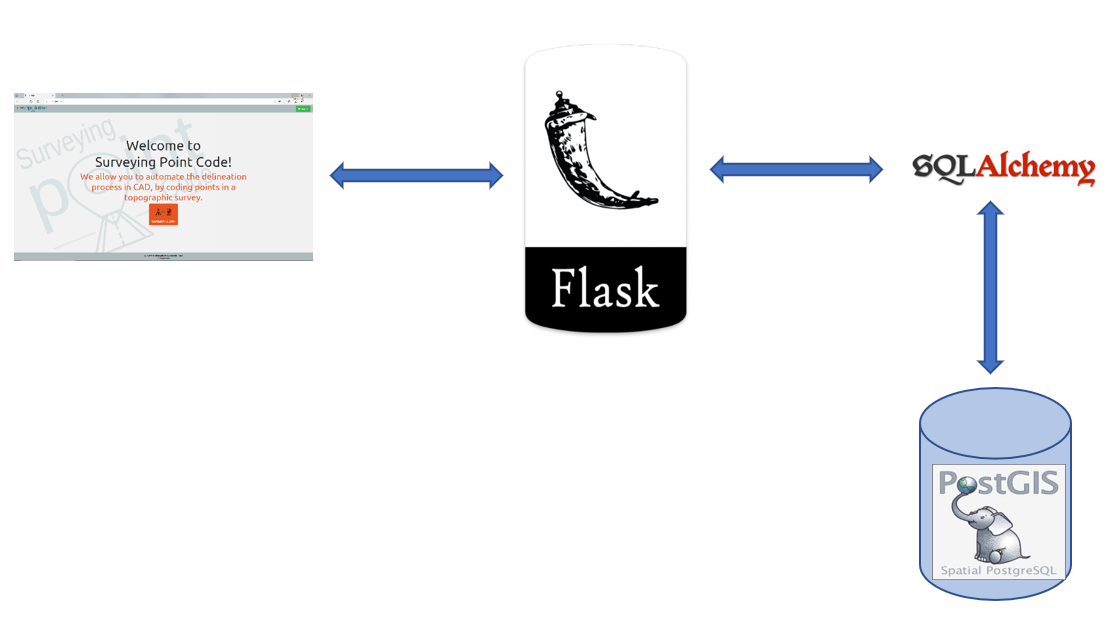 Surveying
point
Welcome to
Surveying Point Code!
We allow you to automate the delineation
process in CAD, by coding points in a
topographic survey.
Flask
SQLAlchemy
PostGIS
Spatial PostgreSQL